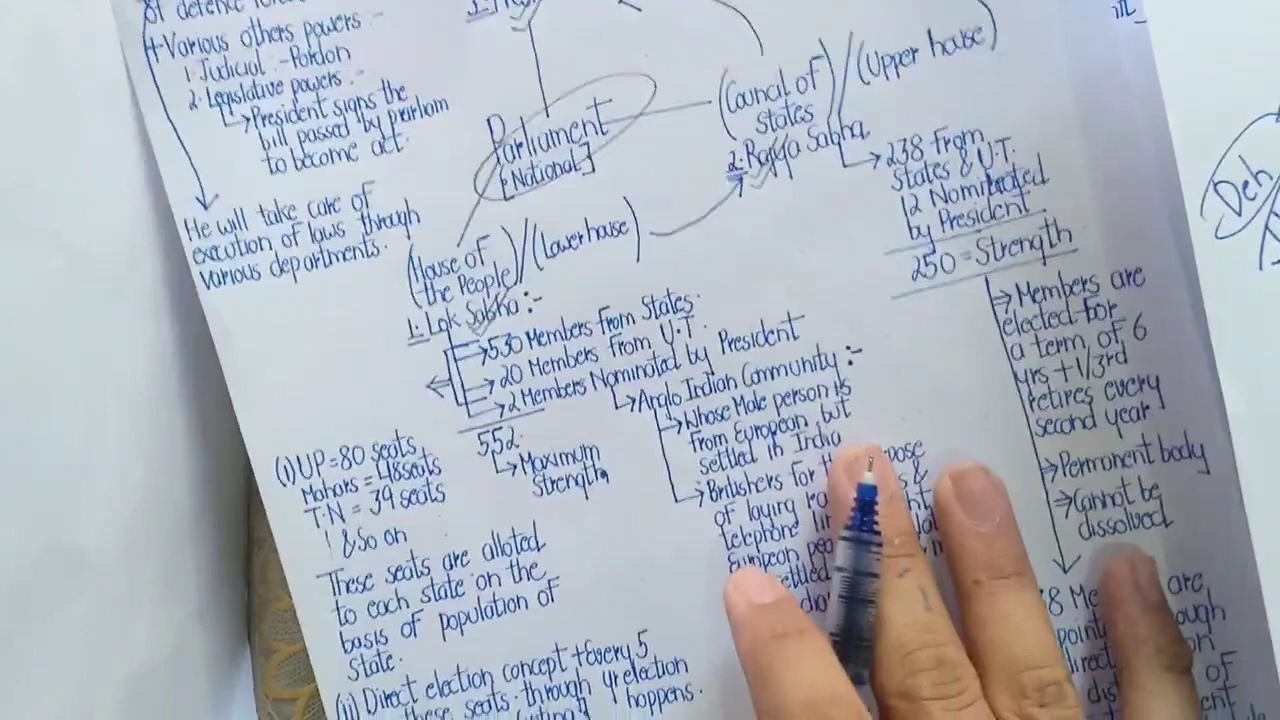 of defence
+Various others powers :-
1. Judicial :- Pardon
2. Legislative powers :-
President signs the
bill passed by
to become act.
He will take care of
execution of laws through
various departments.
Parliament
[National]
(Council of
states)/(Upper house)
2. Rajya Sabha
238 from
States & U.T.
12 Nominated
by President
250 = Strength
Members are
elected for
a term of 6
yrs + 1/3rd
retires every
second year
Permanent body
Cannot be
dissolved
(House of
the People)/(Lower house)
1. Lok Sabha :-
530 Members from States.
20 Members from U.T.
2 Members Nominated by President
552.
Maximum
Strength
Anglo Indian Community :-
Whose Male person is
from European, but
settled in India
Britishers for
of laying
telephone
(i) UP = 80 seats
= 48 seats
T.N = 39 seats
& So on
These seats are alloted
to each state on the
basis of population of
state.
(ii) Direct election concept + every 5
these seats. through yr election
happens.
Deh